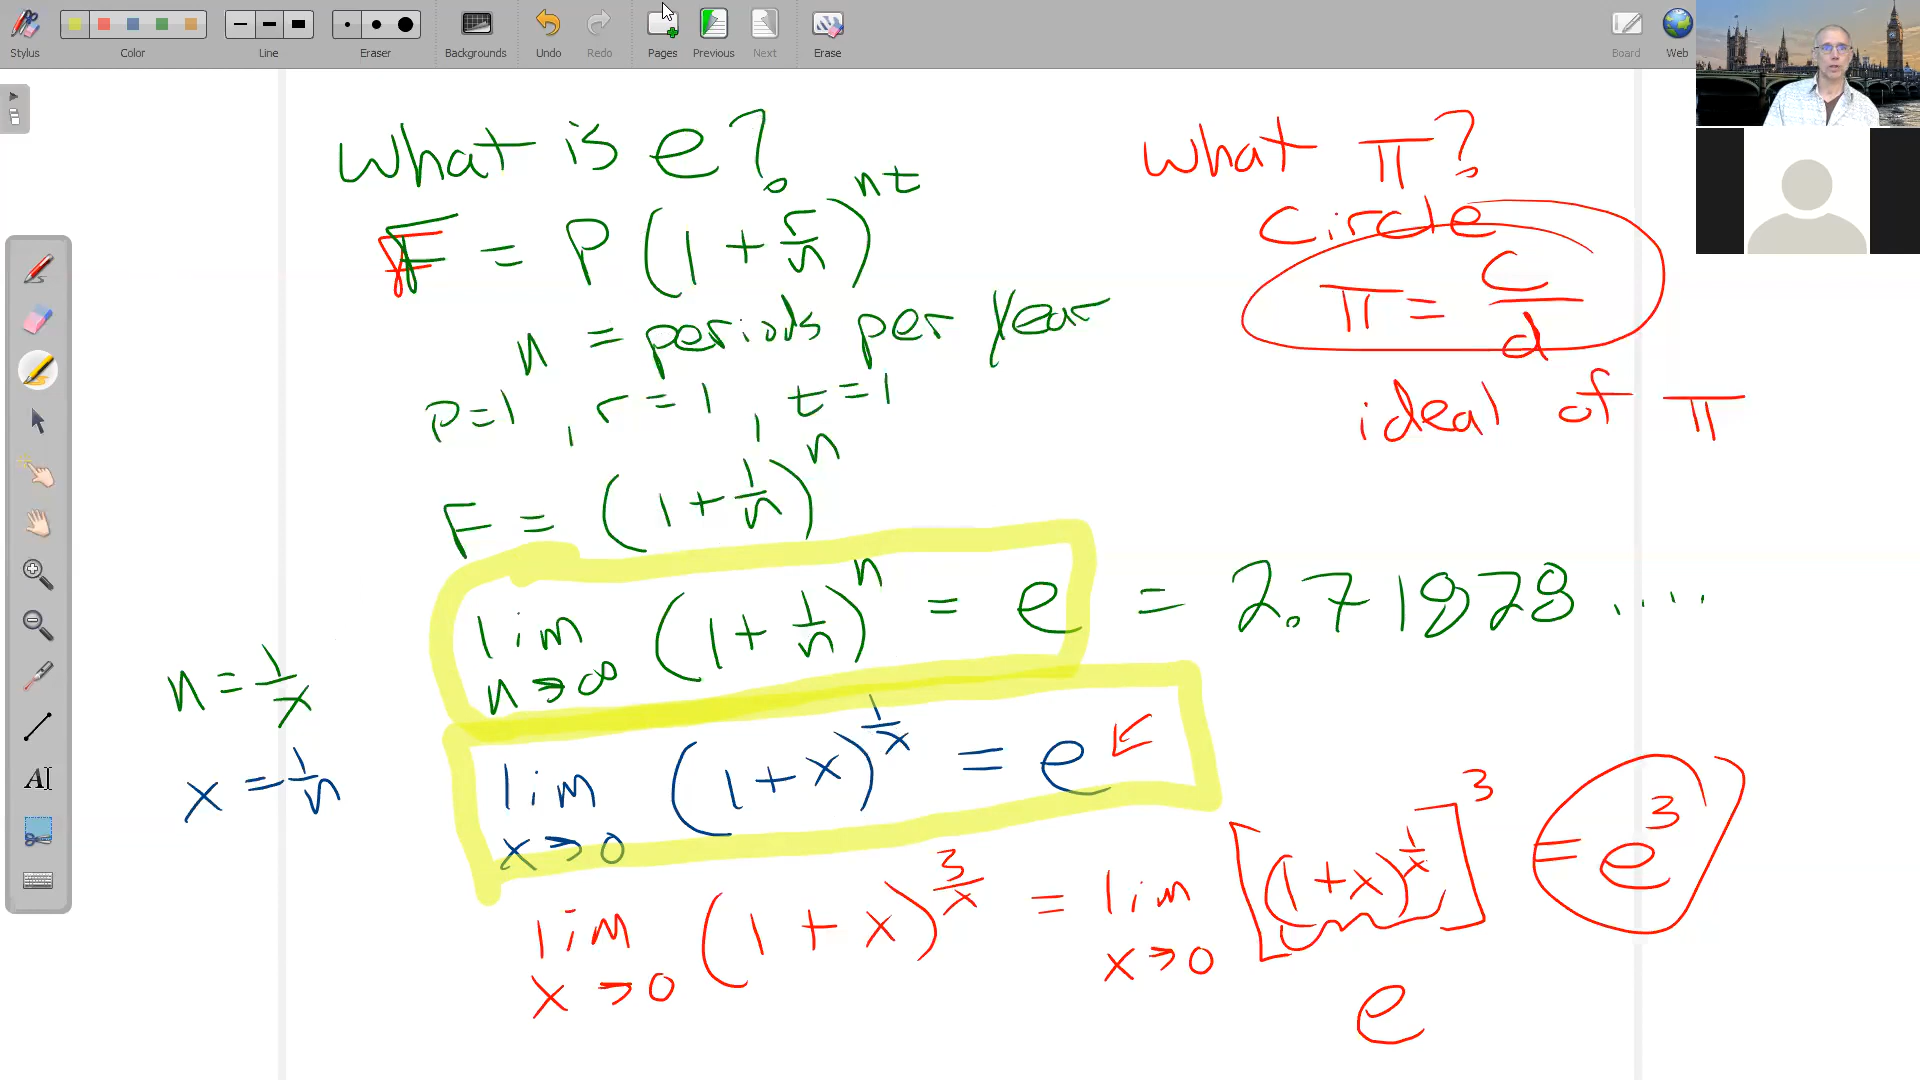 Stylus Color Line Eraser Backgrounds Undo Redo Pages Previous Next Erase Board Web
what is e?
F = P (1 + r/n)^nt
n = periods per year
P=1, r=1, t=1
F = (1 + 1/n)^n
lim n→∞ (1 + 1/n)^n = e = 2.71828....
n = 1/x
lim x→0 (1+x)^1/x = e
x = 1/n
lim x→0 (1+x)^3/x = lim x→0 [(1+x)^1/x]^3 = e^3
e
what π?
circle
π = C/d
ideal of π
AI